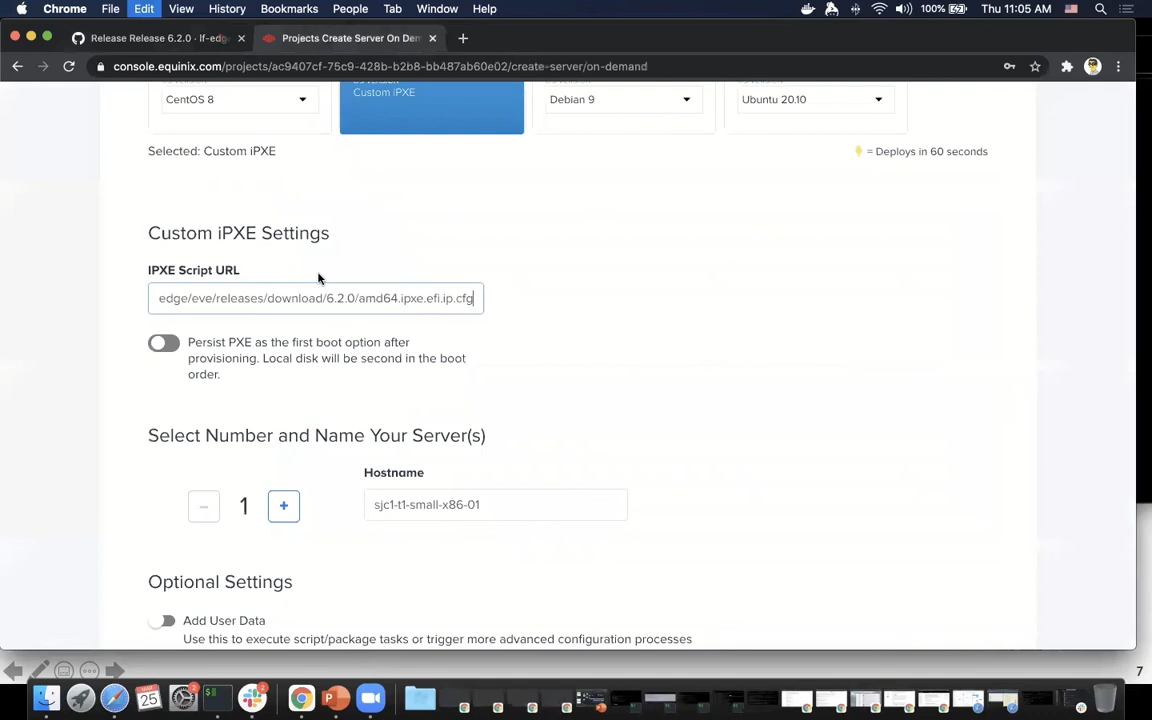 Chrome File Edit View History Bookmarks People Tab Window Help 100% Thu 11:05 AM
Release Release 6.2.0 · lf-edge
Projects Create Server On Dem
console.equinix.com/projects/ac9407cf-75c9-428b-b2b8-bb487ab60e02/create-server/on-demand
CentOS 8
Custom iPXE
Debian 9
Ubuntu 20.10
Selected: Custom iPXE
= Deploys in 60 seconds
Custom iPXE Settings
IPXE Script URL
edge/eve/releases/download/6.2.0/amd64.ipxe.efi.ip.cfg
Persist PXE as the first boot option after
provisioning. Local disk will be second in the boot
order.
Select Number and Name Your Server(s)
Hostname
1
sjc1-t1-small-x86-01
Optional Settings
Add User Data
Use this to execute script/package tasks or trigger more advanced configuration processes
7
25